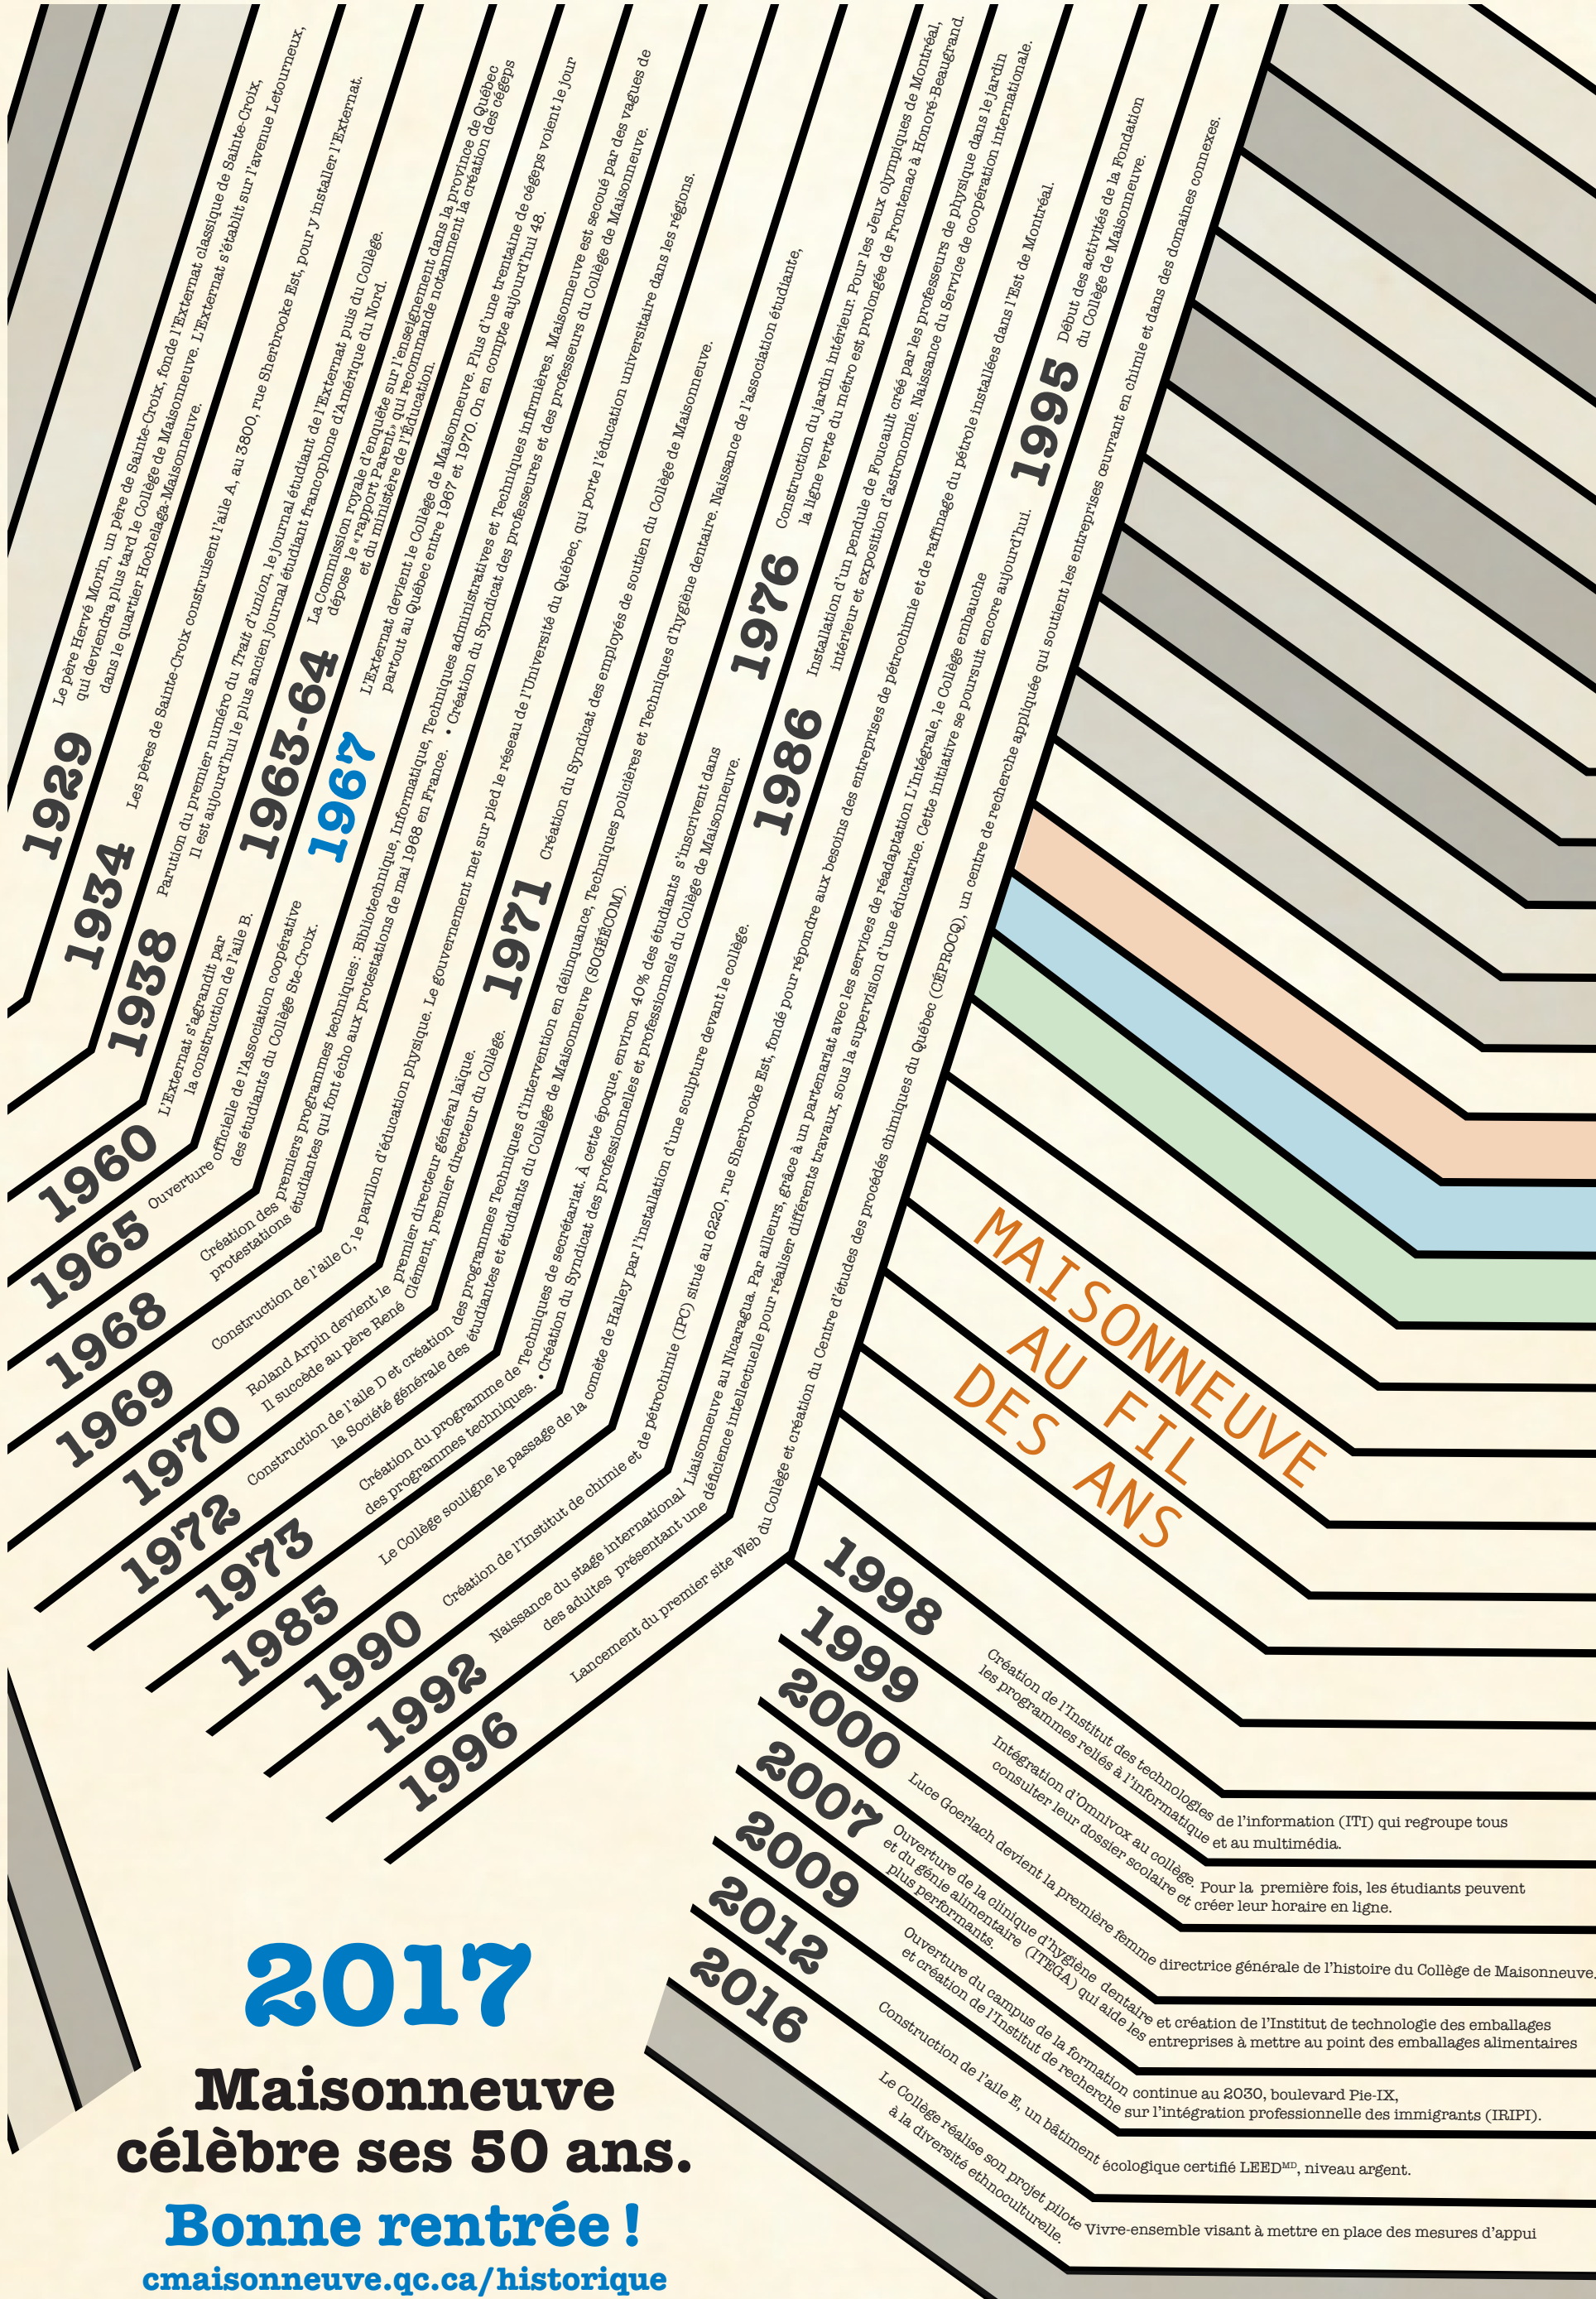 1929
Le père Hervé Morin, un père de Sainte-Croix, fonde l'Externat classique de Sainte-Croix,
qui deviendra plus tard le Collège de Maisonneuve. L'Externat s'établit sur l'avenue Letourneux,
dans le quartier Hochelaga-Maisonneuve.
1934
Les pères de Sainte-Croix construisent l'aile A, au 3800, rue Sherbrooke Est, pour y installer l'Externat.
1938
Parution du premier numéro du Trait d'union, le journal étudiant de l'Externat puis du Collège.
Il est aujourd'hui le plus ancien journal étudiant francophone d'Amérique du Nord.
1960
L'Externat s'agrandit par
la construction de l'aile B.
1963-64
La Commission royale d'enquête sur l'enseignement dans la province de Québec
dépose le «rapport Parent» qui recommande notamment la création des cégeps
et du ministère de l'Éducation.
1965
Ouverture officielle de l'Association coopérative
des étudiants du Collège Ste-Croix.
1967
L'Externat devient le Collège de Maisonneuve. Plus d'une trentaine de cégeps voient le jour
partout au Québec entre 1967 et 1970. On en compte aujourd'hui 48.
1968
Création des premiers programmes techniques : Bibliotechnique, Informatique, Techniques administratives et Techniques infirmières. Maisonneuve est secoué par des vagues de
protestations étudiantes qui font écho aux protestations de mai 1968 en France. • Création du Syndicat des professeures et des professeurs du Collège de Maisonneuve.
1969
Construction de l'aile C, le pavillon d'éducation physique. Le gouvernement met sur pied le réseau de l'Université du Québec, qui porte l'éducation universitaire dans les régions.
1970
Roland Arpin devient le premier directeur général laïque.
Il succède au père René Clément, premier directeur du Collège.
1971
Création du Syndicat des employés de soutien du Collège de Maisonneuve.
1972
Construction de l'aile D et création des programmes Techniques d'intervention en délinquance, Techniques policières et Techniques d'hygiène dentaire. Naissance de l'association étudiante,
la Société générale des étudiantes et étudiants du Collège de Maisonneuve (SOGÉÉCOM).
1973
Création du programme de Techniques de secrétariat. À cette époque, environ 40% des étudiants s'inscrivent dans
des programmes techniques. • Création du Syndicat des professionnelles et professionnels du Collège de Maisonneuve.
1976
Construction du jardin intérieur. Pour les Jeux olympiques de Montréal,
la ligne verte du métro est prolongée de Frontenac à Honoré-Beaugrand.
1985
Le Collège souligne le passage de la comète de Halley par l'installation d'une sculpture devant le collège.
1986
Installation d'un pendule de Foucault créé par les professeurs de physique dans le jardin
intérieur et exposition d'astronomie. Naissance du Service de coopération internationale.
1990
Création de l'Institut de chimie et de pétrochimie (IPC) situé au 6220, rue Sherbrooke Est, fondé pour répondre aux besoins des entreprises de pétrochimie et de raffinage du pétrole installées dans l'Est de Montréal.
1992
Naissance du stage international Liaisonneuve au Nicaragua. Par ailleurs, grâce à un partenariat avec les services de réadaptation L'Intégrale, le Collège embauche
des adultes présentant une déficience intellectuelle pour réaliser différents travaux, sous la supervision d'une éducatrice. Cette initiative se poursuit encore aujourd'hui.
1995
Début des activités de la Fondation
du Collège de Maisonneuve.
1996
Lancement du premier site Web du Collège et création du Centre d'études des procédés chimiques du Québec (CÉPROCQ), un centre de recherche appliquée qui soutient les entreprises œuvrant en chimie et dans des domaines connexes.
MAISONNEUVE
AU FIL
DES ANS
1998
Création de l'Institut des technologies de l'information (ITI) qui regroupe tous
les programmes reliés à l'informatique et au multimédia.
1999
Intégration d'Omnivox au collège. Pour la première fois, les étudiants peuvent
consulter leur dossier scolaire et créer leur horaire en ligne.
2000
Luce Goerlach devient la première femme directrice générale de l'histoire du Collège de Maisonneuve.
2007
Ouverture de la clinique d'hygiène dentaire et création de l'Institut de technologie des emballages
et du génie alimentaire (ITEGA) qui aide les entreprises à mettre au point des emballages alimentaires
plus performants.
2009
Ouverture du campus de la formation continue au 2030, boulevard Pie-IX,
et création de l'Institut de recherche sur l'intégration professionnelle des immigrants (IRIPI).
2012
Construction de l'aile E, un bâtiment écologique certifié LEED MD, niveau argent.
2016
Le Collège réalise son projet pilote Vivre-ensemble visant à mettre en place des mesures d'appui
à la diversité ethnoculturelle.
2017
Maisonneuve
célèbre ses 50 ans.
Bonne rentrée !
cmaisonneuve.qc.ca/historique